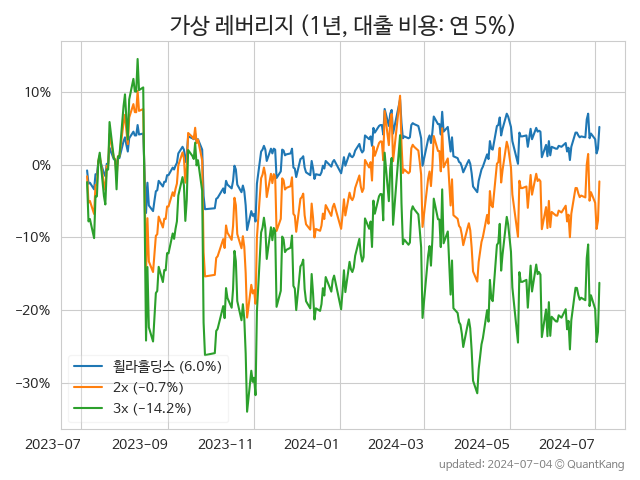 가상 레버리지 (1년, 대출 비용: 연 5%)
10%
0%
−10%
−20%
−30%
휠라홀딩스 (6.0%)
2x (-0.7%)
3x (-14.2%)
2023-07 2023-09 2023-11 2024-01 2024-03 2024-05 2024-07
updated: 2024-07-04 © QuantKang